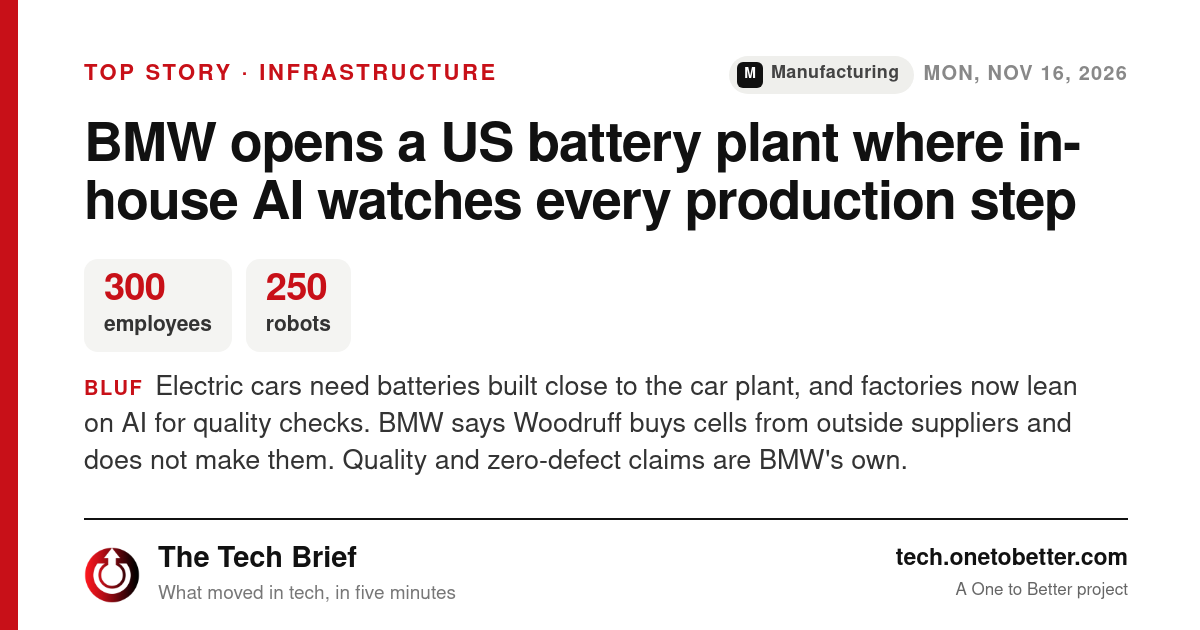 TOP STORY · INFRASTRUCTURE
M Manufacturing
MON, NOV 16, 2026
BMW opens a US battery plant where in-
house AI watches every production step
300
employees
250
robots
BLUF Electric cars need batteries built close to the car plant, and factories now lean
on AI for quality checks. BMW says Woodruff buys cells from outside suppliers and
does not make them. Quality and zero-defect claims are BMW's own.
The Tech Brief
What moved in tech, in five minutes
tech.onetobetter.com
A One to Better project